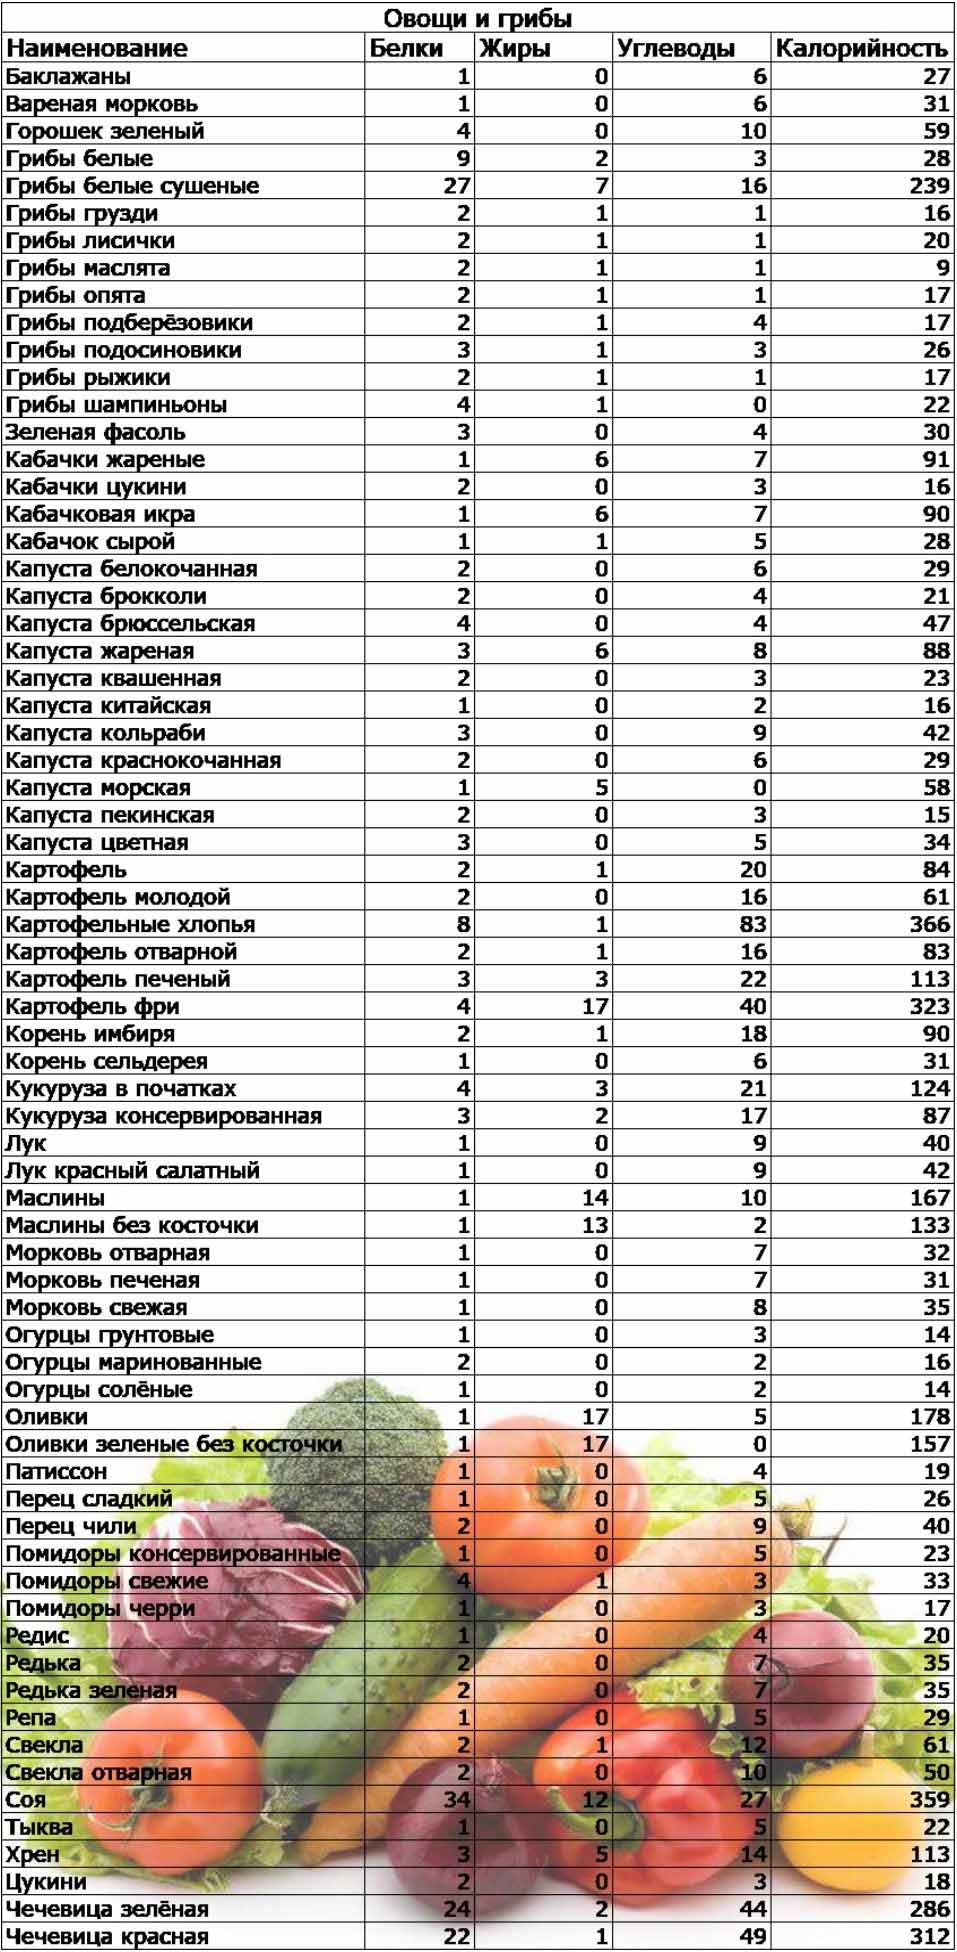 Овощи и грибы
Наименование Белки Жиры Углеводы Калорийность
Баклажаны 1 0 6 27
Вареная морковь 1 0 6 31
Горошек зеленый 4 0 10 59
Грибы белые 9 2 3 28
Грибы белые сушеные 27 7 16 239
Грибы грузди 2 1 1 16
Грибы лисички 2 1 1 20
Грибы маслята 2 1 1 9
Грибы опята 2 1 1 17
Грибы подберёзовики 2 1 4 17
Грибы подосиновики 3 1 3 26
Грибы рыжики 2 1 1 17
Грибы шампиньоны 4 1 0 22
Зеленая фасоль 3 0 4 30
Кабачки жареные 1 6 7 91
Кабачки цукини 2 0 3 16
Кабачковая икра 1 6 7 90
Кабачок сырой 1 1 5 28
Капуста белокочанная 2 0 6 29
Капуста брокколи 2 0 4 21
Капуста брюссельская 4 0 4 47
Капуста жареная 3 6 8 88
Капуста квашенная 2 0 3 23
Капуста китайская 1 0 2 16
Капуста кольраби 3 0 9 42
Капуста краснокочанная 2 0 6 29
Капуста морская 1 5 0 58
Капуста пекинская 2 0 3 15
Капуста цветная 3 0 5 34
Картофель 2 1 20 84
Картофель молодой 2 0 16 61
Картофельные хлопья 8 1 83 366
Картофель отварной 2 1 16 83
Картофель печеный 3 3 22 113
Картофель фри 4 17 40 323
Корень имбиря 2 1 18 90
Корень сельдерея 1 0 6 31
Кукуруза в початках 4 3 21 124
Кукуруза консервированная 3 2 17 87
Лук 1 0 9 40
Лук красный салатный 1 0 9 42
Маслины 1 14 10 167
Маслины без косточки 1 13 2 133
Морковь отварная 1 0 7 32
Морковь печеная 1 0 7 31
Морковь свежая 1 0 8 35
Огурцы грунтовые 1 0 3 14
Огурцы маринованные 2 0 2 16
Огурцы солёные 1 0 2 14
Оливки 1 17 5 178
Оливки зеленые без косточки 1 17 0 157
Патиссон 1 0 4 19
Перец сладкий 1 0 5 26
Перец чили 2 0 9 40
Помидоры консервированные 1 0 5 23
Помидоры свежие 4 1 3 33
Помидоры черри 1 0 3 17
Редис 1 0 4 20
Редька 2 0 7 35
Редька зеленая 2 0 7 35
Репа 1 0 5 29
Свекла 2 1 12 61
Свекла отварная 2 0 10 50
Соя 34 12 27 359
Тыква 1 0 5 22
Хрен 3 5 14 113
Цукини 2 0 3 18
Чечевица зелёная 24 2 44 286
Чечевица красная 22 1 49 312